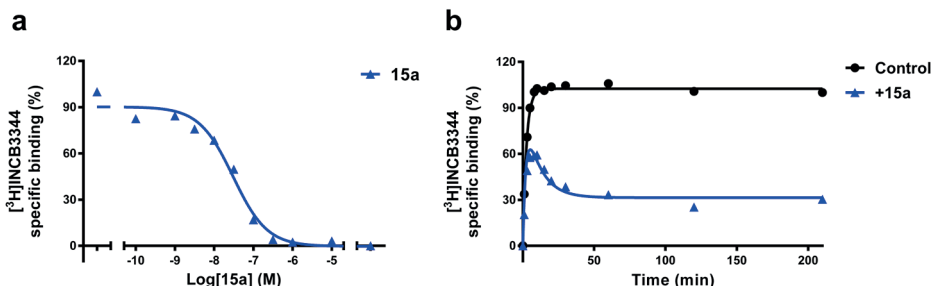 a
120
90
60
30
0
[³H]INCB3344
specific binding (%)
-10 -9 -8 -7 -6 -5
Log[15a] (M)
15a
b
120
90
60
30
0
[³H]INCB3344
specific binding (%)
50 100 150 200
Time (min)
Control
+15a